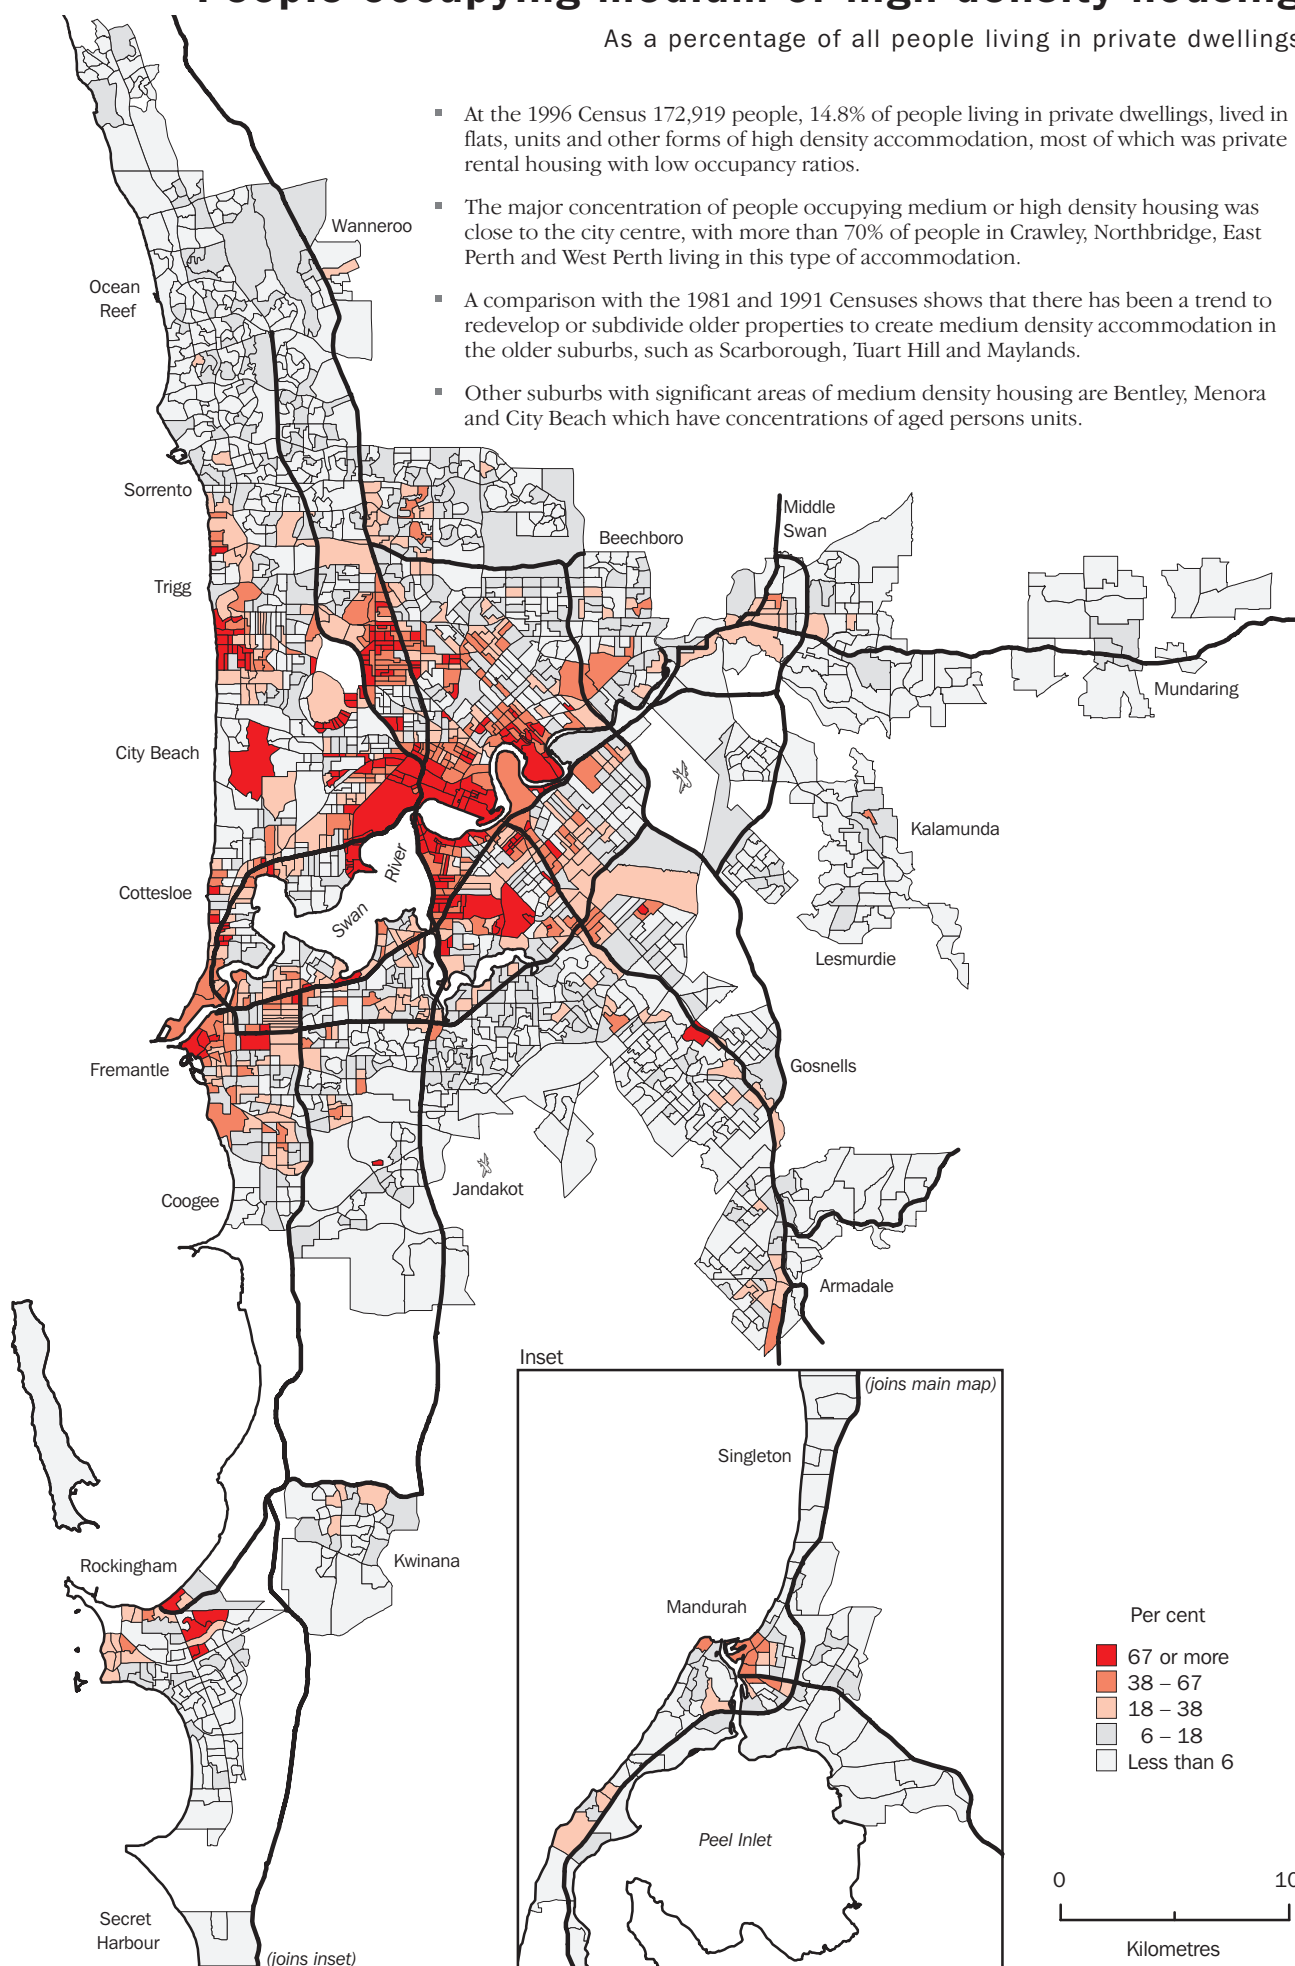 People occupying medium or high density housing
As a percentage of all people living in private dwellings
▪ At the 1996 Census 172,919 people, 14.8% of people living in private dwellings, lived in
flats, units and other forms of high density accommodation, most of which was private
rental housing with low occupancy ratios.
▪ The major concentration of people occupying medium or high density housing was
close to the city centre, with more than 70% of people in Crawley, Northbridge, East
Perth and West Perth living in this type of accommodation.
▪ A comparison with the 1981 and 1991 Censuses shows that there has been a trend to
redevelop or subdivide older properties to create medium density accommodation in
the older suburbs, such as Scarborough, Tuart Hill and Maylands.
▪ Other suburbs with significant areas of medium density housing are Bentley, Menora
and City Beach which have concentrations of aged persons units.
Wanneroo
Ocean
Reef
Sorrento
Middle
Swan
Beechboro
Trigg
Mundaring
City Beach
Kalamunda
River
Cottesloe
Swan
Lesmurdie
Fremantle
Gosnells
Jandakot
Coogee
Armadale
Inset
(joins main map)
Singleton
Kwinana
Rockingham
Mandurah
Per cent
67 or more
38 – 67
18 – 38
6 – 18
Less than 6
Peel Inlet
0
10
Secret
Harbour
Kilometres
(joins inset)